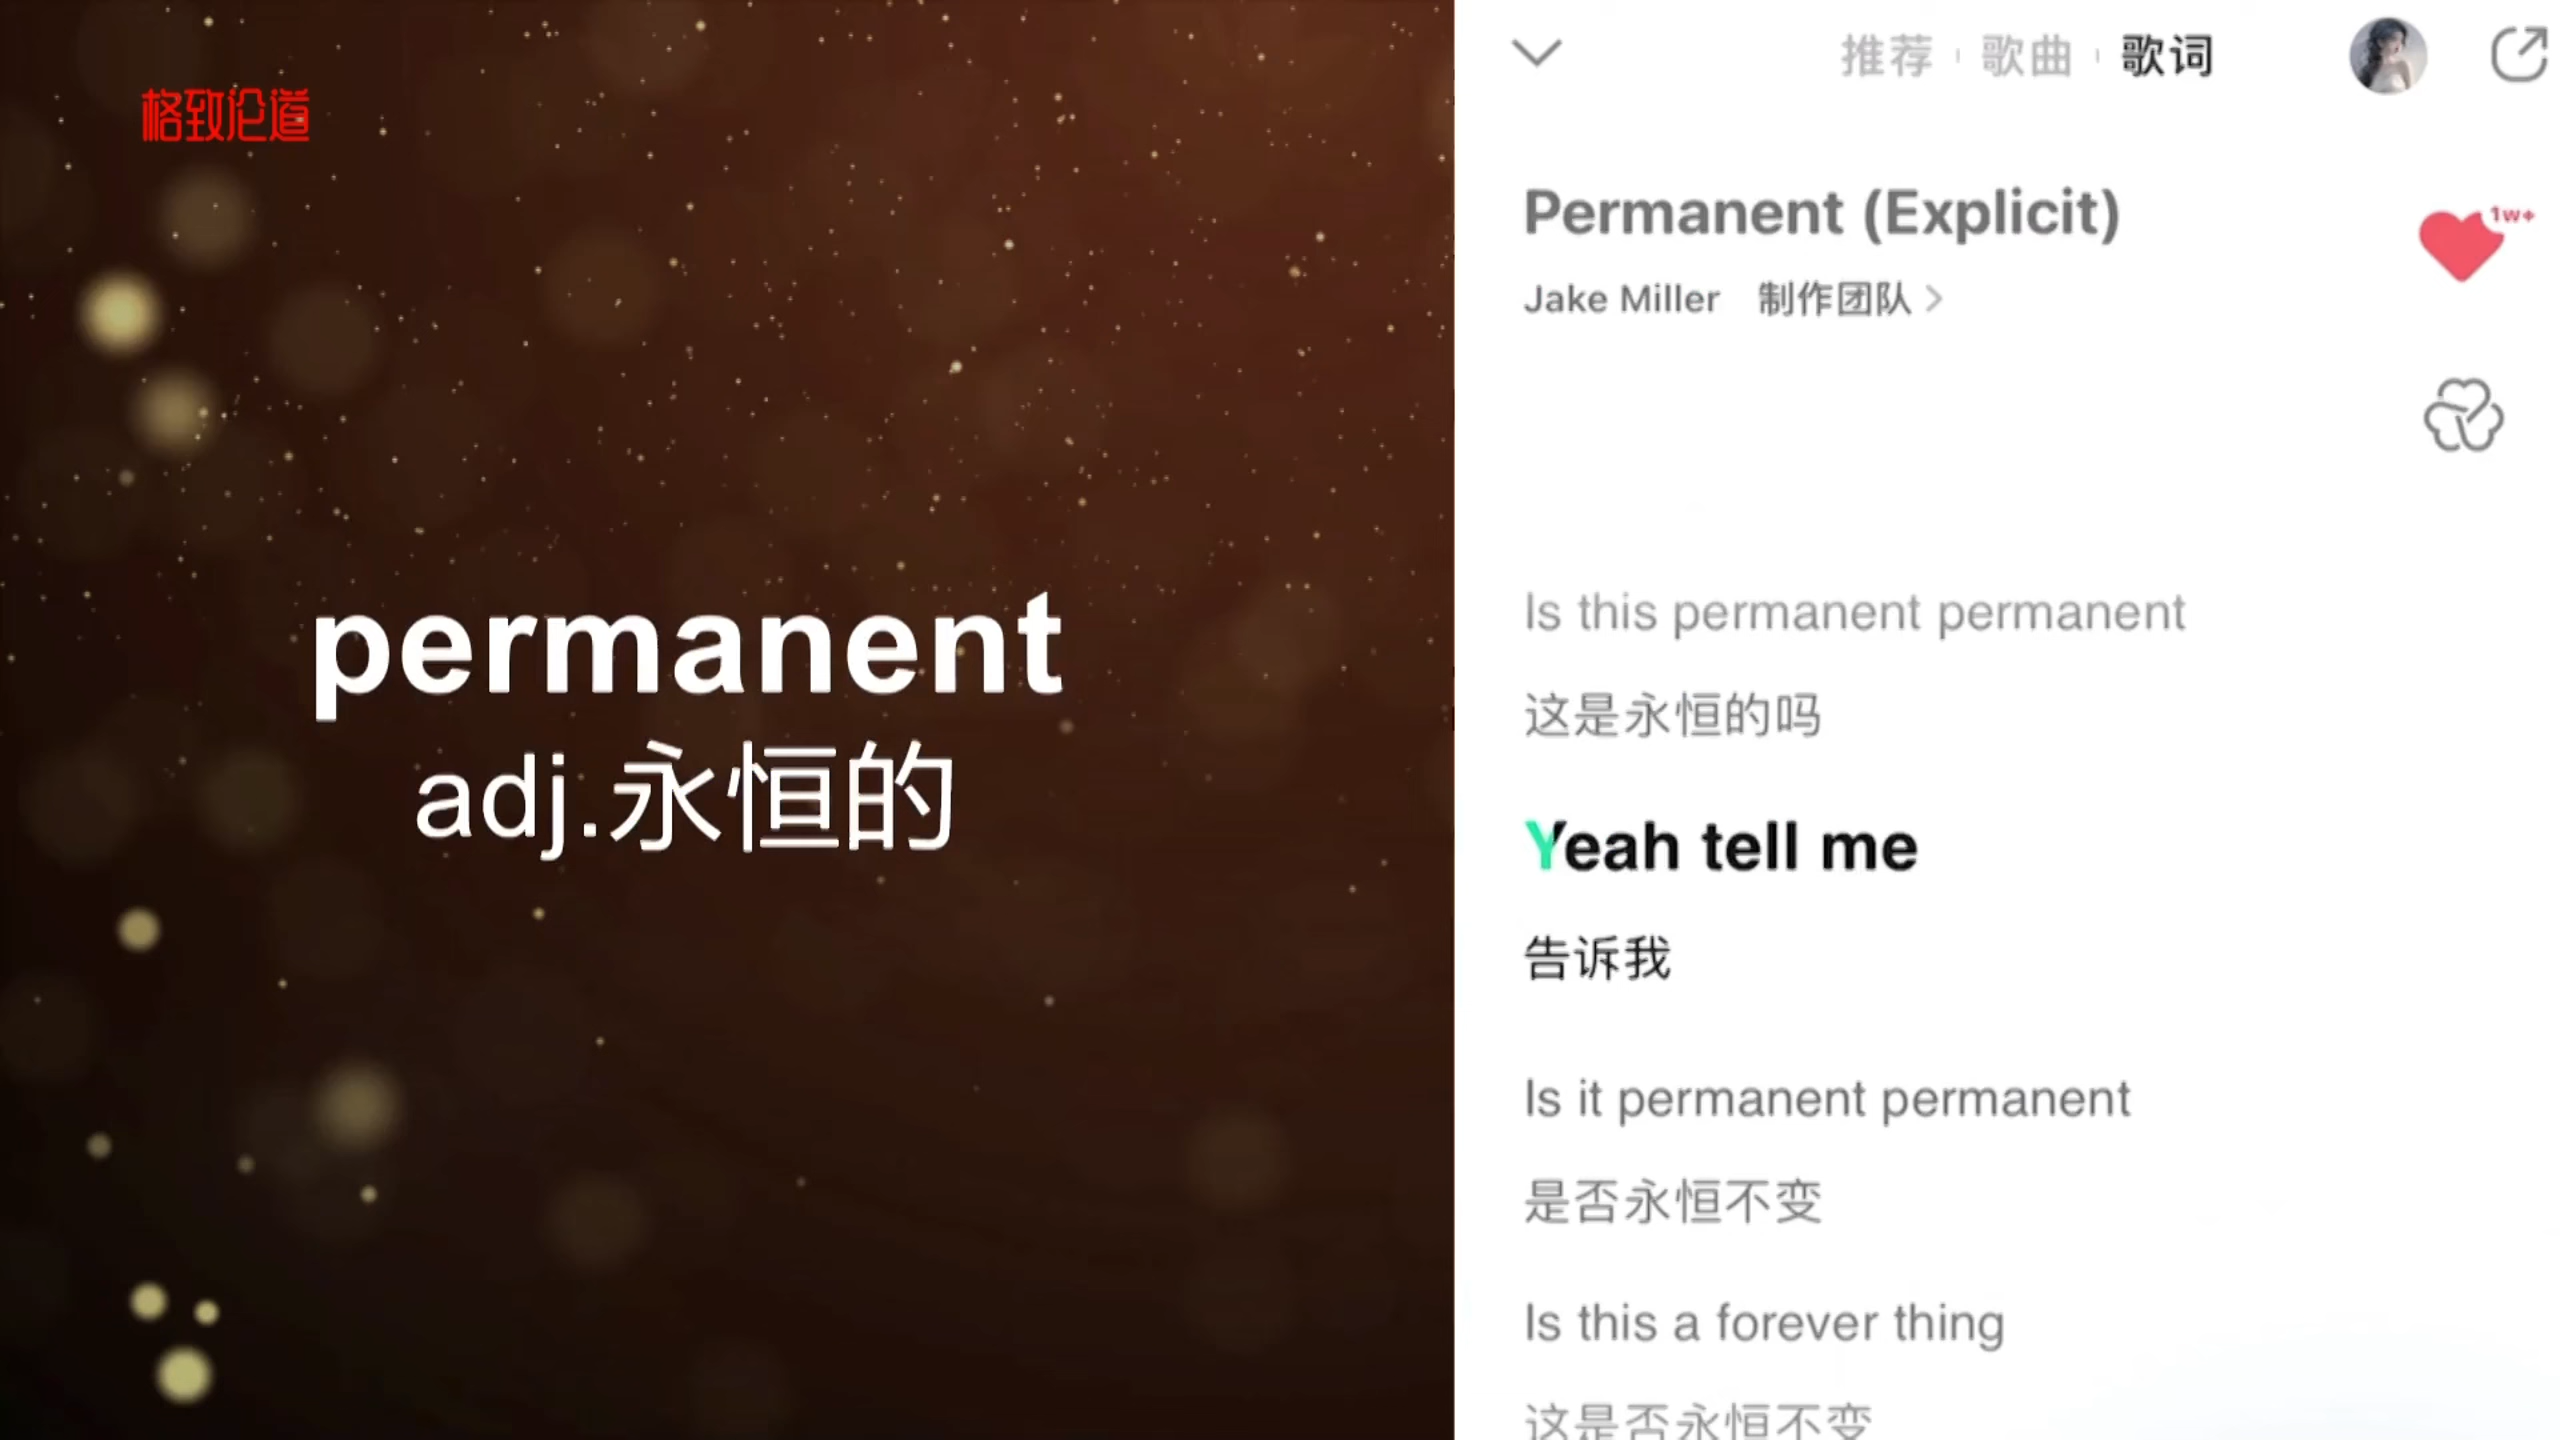 格致论道
permanent
adj.永恒的
推荐 歌曲 歌词
Permanent (Explicit)
1w+
Jake Miller 制作团队
Is this permanent permanent
这是永恒的吗
Yeah tell me
告诉我
Is it permanent permanent
是否永恒不变
Is this a forever thing
这是否永恒不变